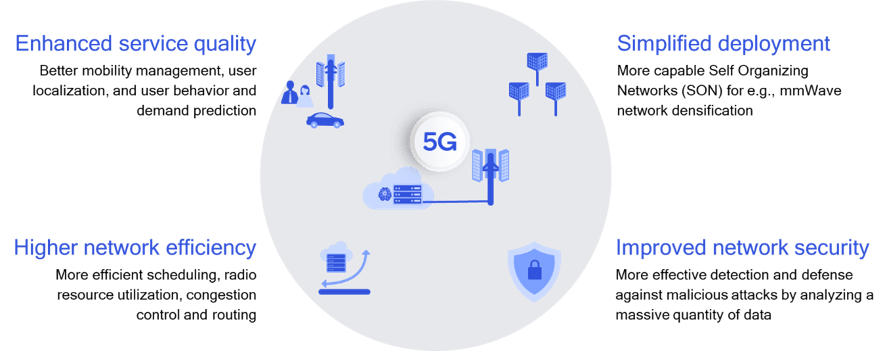 Enhanced service quality
Better mobility management, user
localization, and user behavior and
demand prediction
Simplified deployment
More capable Self Organizing
Networks (SON) for e.g., mmWave
network densification
5G
Higher network efficiency
More efficient scheduling, radio
resource utilization, congestion
control and routing
Improved network security
More effective detection and defense
against malicious attacks by analyzing a
massive quantity of data